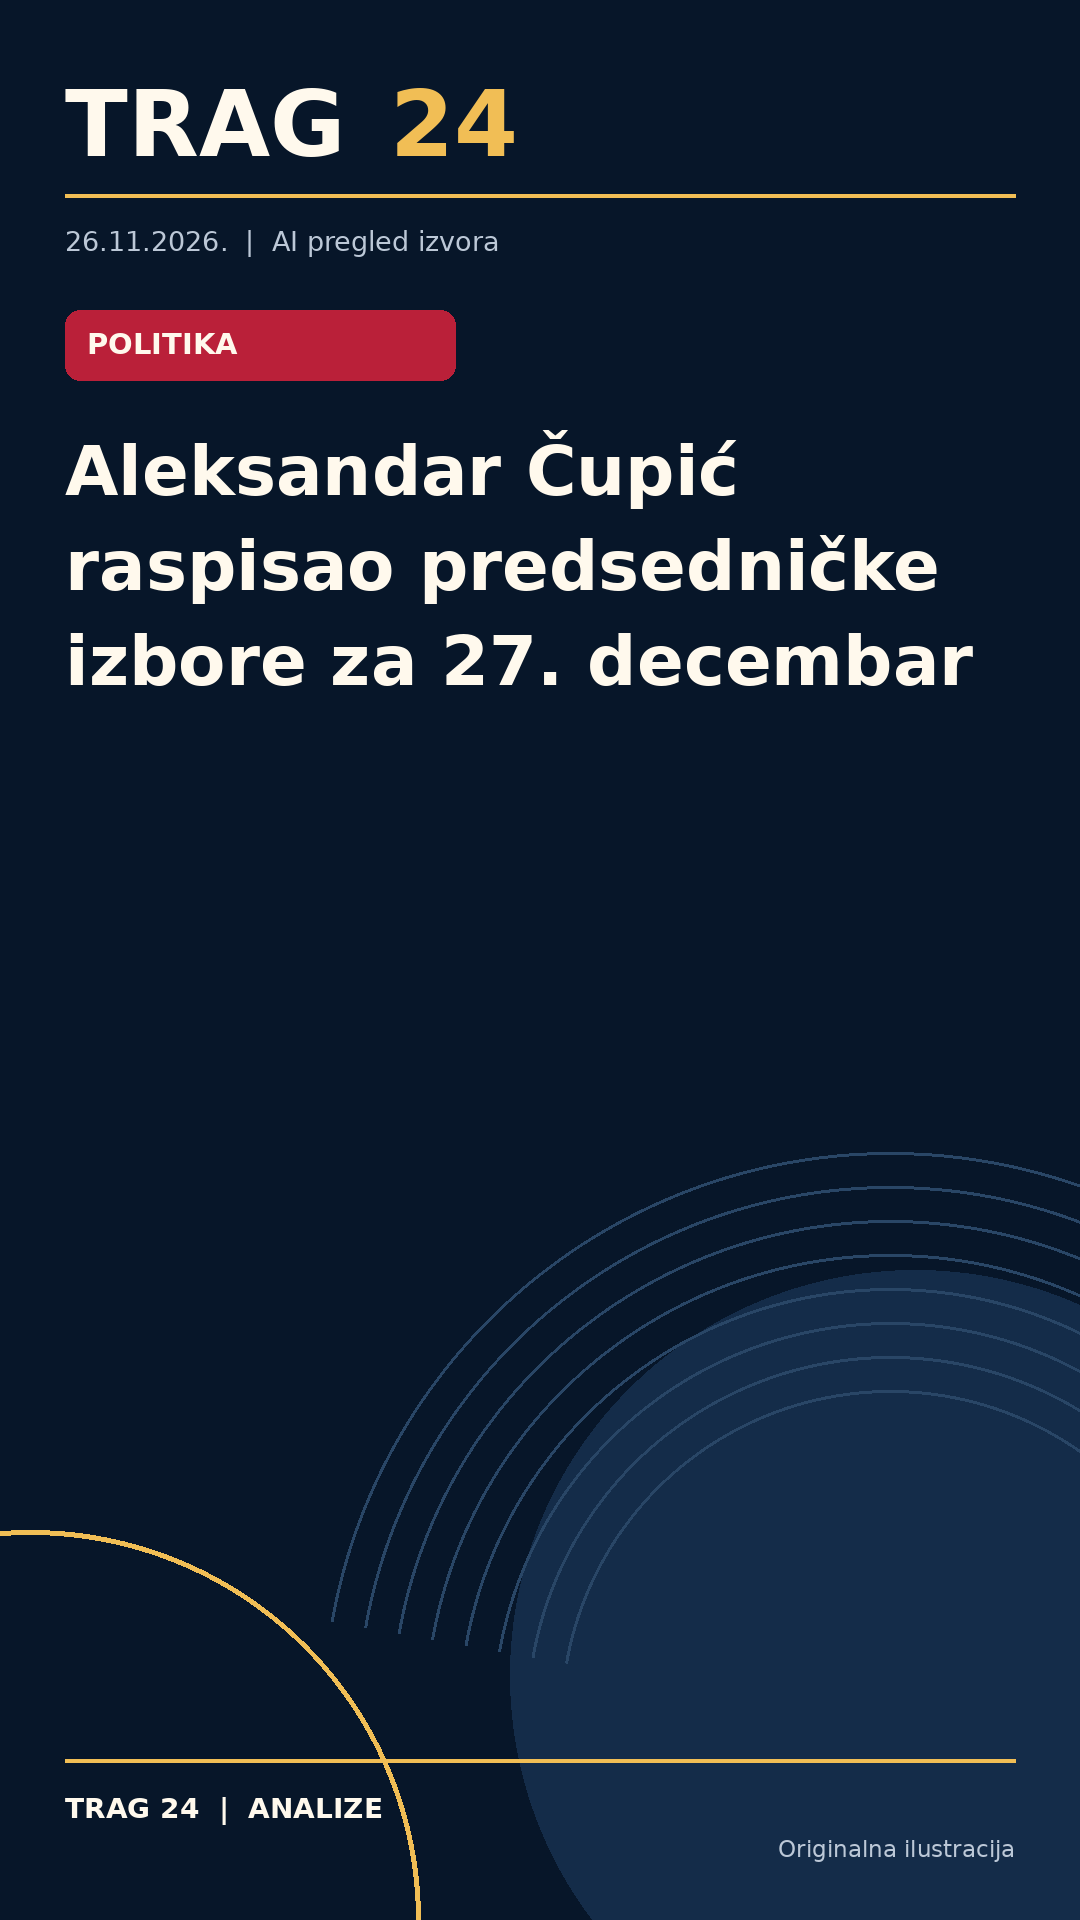 TRAG 24
26.11.2026. | AI pregled izvora
POLITIKA
Aleksandar Čupić
raspisao predsedničke
izbore za 27. decembar
TRAG 24 | ANALIZE
Originalna ilustracija